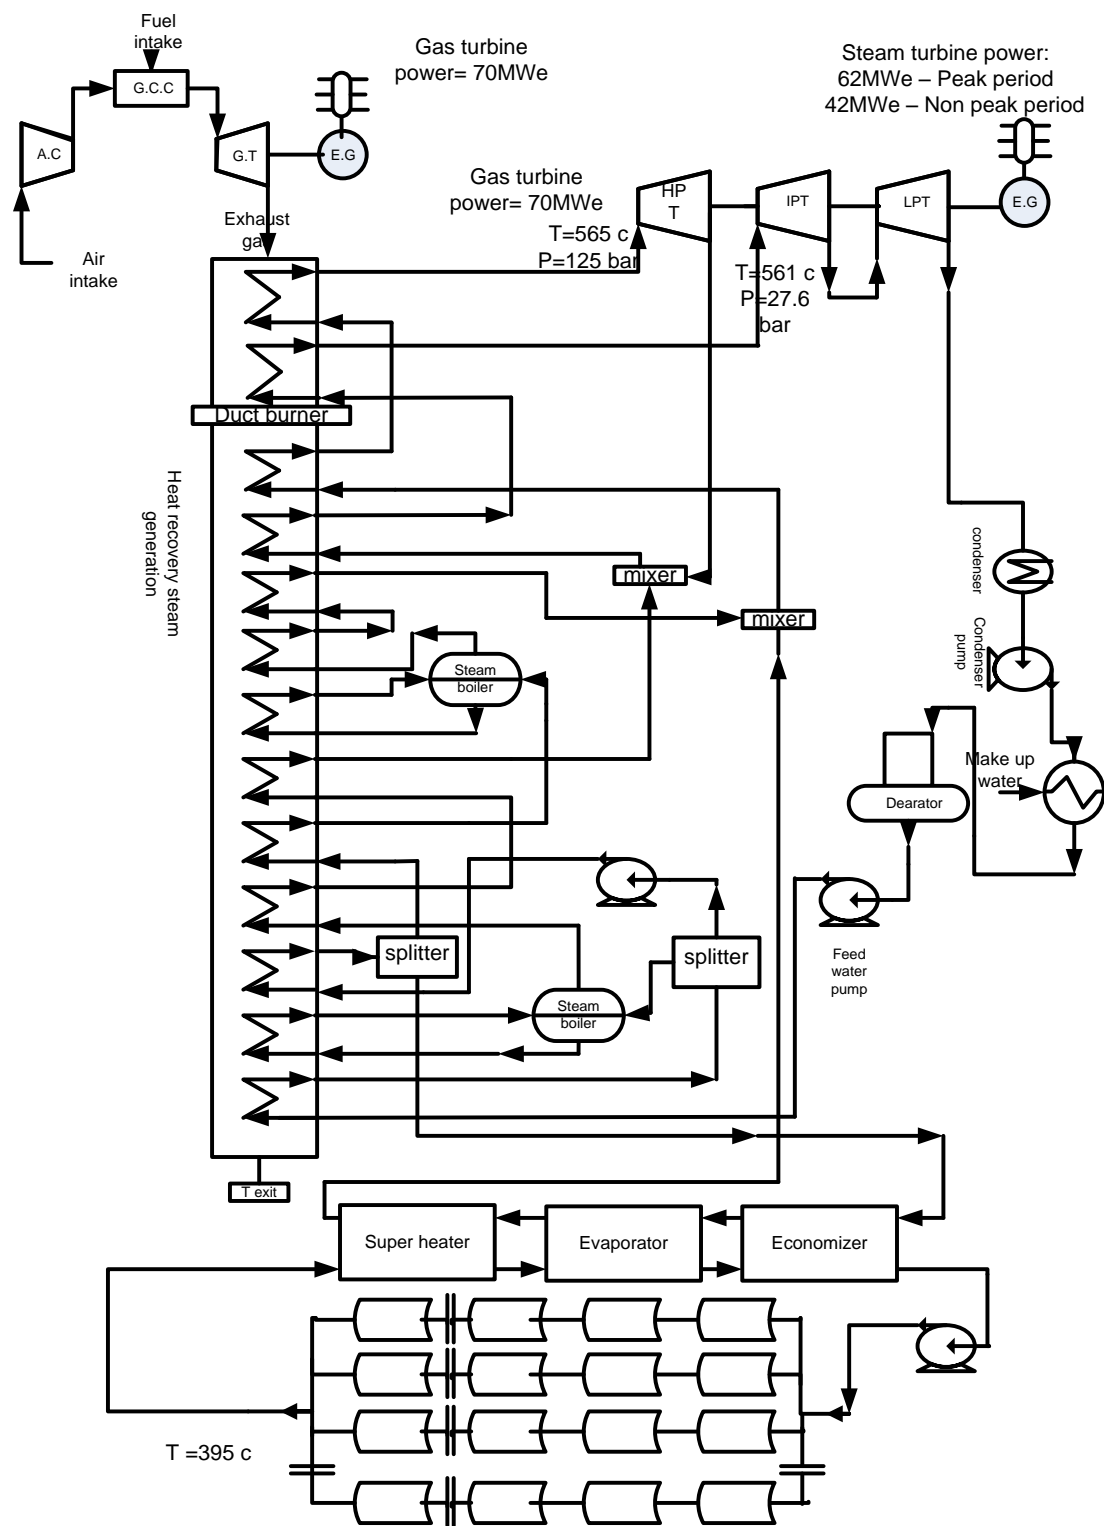 Fuel
intake
G.C.C
A.C
G.T
E.G
Gas turbine
power= 70MWe
Steam turbine power:
62MWe – Peak period
42MWe – Non peak period
Gas turbine
power= 70MWe
HP
T
IPT
LPT
E.G
Exhaust
gas
Air
intake
T=565 c
P=125 bar
T=561 c
P=27.6
bar
Duct burner
Heat recovery steam
generation
mixer
mixer
condenser
Condenser
pump
Steam
boiler
Make up
water
Dearator
splitter
splitter
Feed
water
pump
Steam
boiler
T exit
Super heater
Evaporator
Economizer
T =395 c